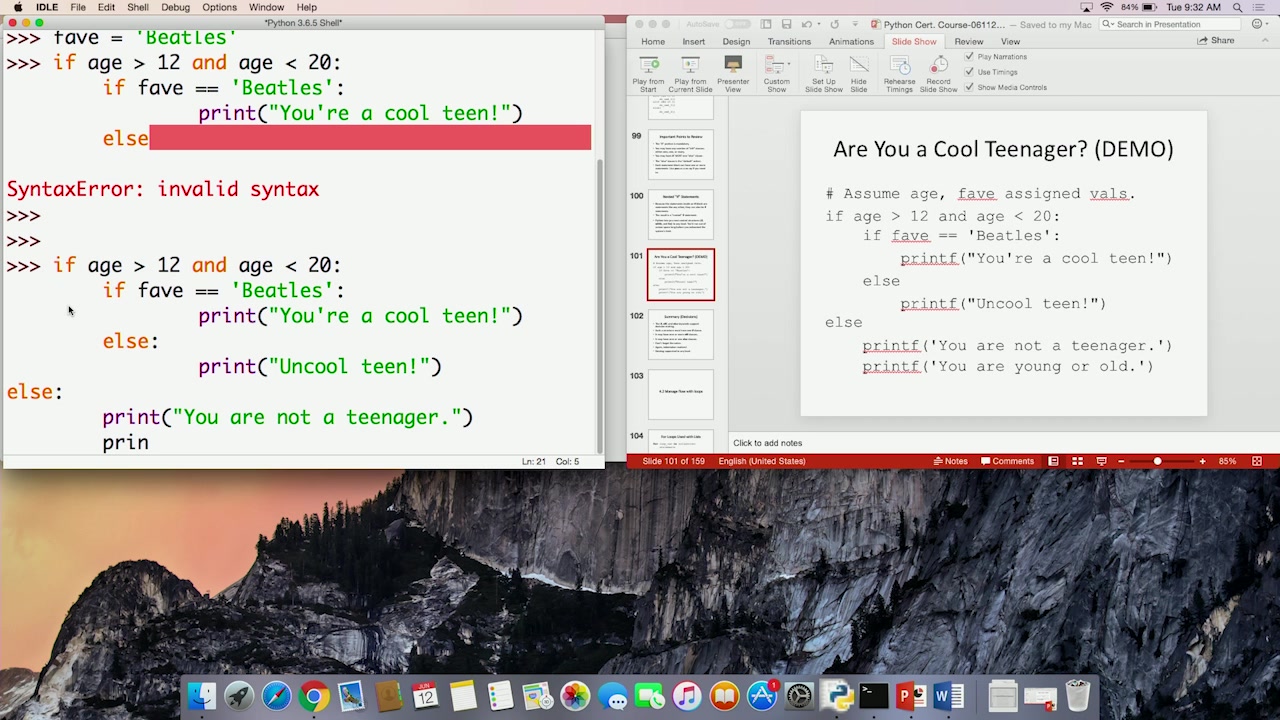 IDLE File Edit Shell Debug Options Window Help
84% Tue 9:32 AM
*Python 3.6.5 Shell*
>>> fave = 'Beatles'
>>> if age > 12 and age < 20:
if fave == 'Beatles':
print("You're a cool teen!")
else
SyntaxError: invalid syntax
>>>
>>>
>>> if age > 12 and age < 20:
if fave == 'Beatles':
print("You're a cool teen!")
else:
print("Uncool teen!")
else:
print("You are not a teenager.")
prin
Ln: 21 Col: 5
AutoSave
Python Cert. Course-06112... — Saved to my Mac
Search in Presentation
Home Insert Design Transitions Animations Slide Show Review View
Share
Play from Start
Play from Current Slide
Presenter View
Custom Show
Set Up Slide Show
Hide Slide
Rehearse Timings
Record Slide Show
Play Narrations
Use Timings
Show Media Controls
99
Important Points to Review
100
Nested "if" Statements
101
Are You a Cool Teenager? (DEMO)
102
Summary (Decisions)
103
4.2 Manage flow with loops
104
For Loops Used with Lists
Are You a Cool Teenager? (DEMO)
# Assume age, fave assigned vals.
if age > 12 and age < 20:
if fave == 'Beatles':
printf("You're a cool teen!")
else
printf("Uncool teen!")
else
printf('You are not a teenager.')
printf('You are young or old.')
Click to add notes
Slide 101 of 159 English (United States) Notes Comments 85%
JUN
12
1